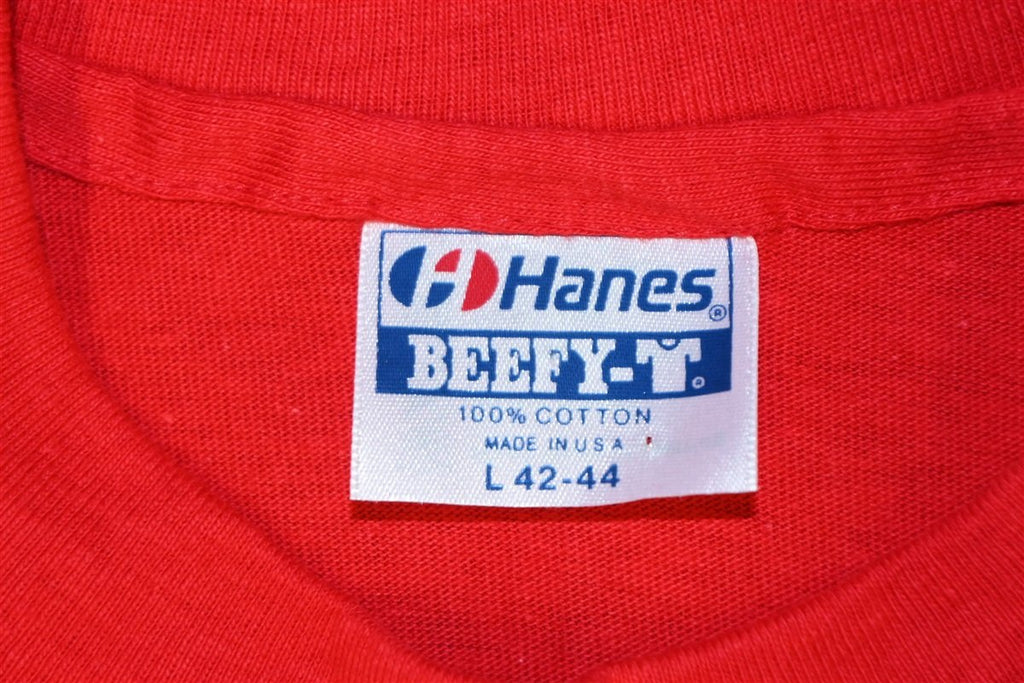 Hanes®
BEEFY-T®
100% COTTON
MADE IN U S A
L 42-44